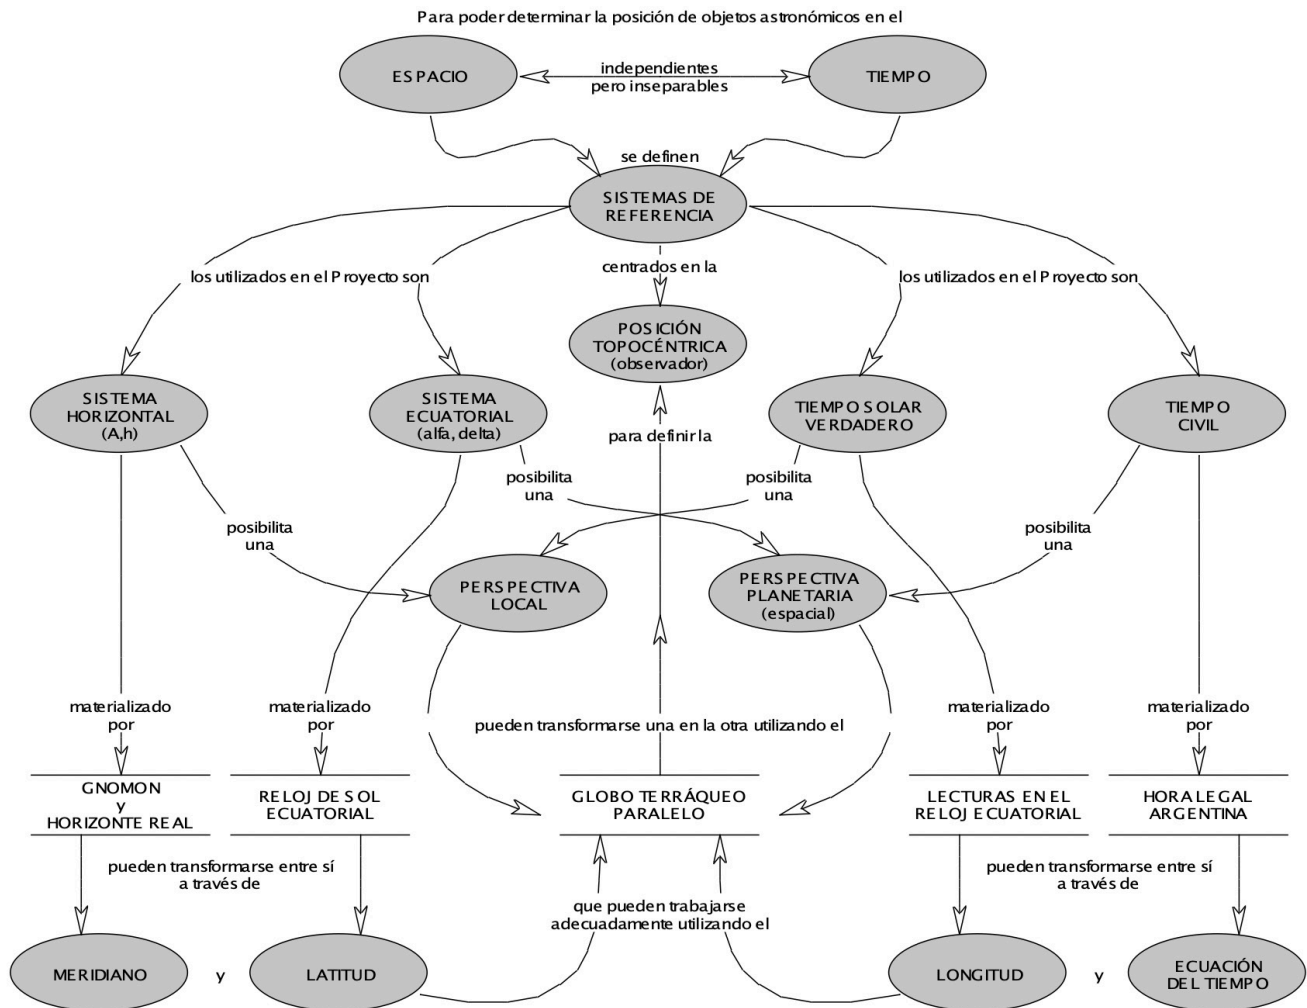 Para poder determinar la posición de objetos astronómicos en el
ESPACIO
independientes
pero inseparables
TIEMPO
se definen
SISTEMAS DE
REFERENCIA
los utilizados en el Proyecto son
centrados en la
los utilizados en el Proyecto son
POSICIÓN
TOPOCÉNTRICA
(observador)
SISTEMA
HORIZONTAL
(A,h)
SISTEMA
ECUATORIAL
(alfa, delta)
TIEMPO SOLAR
VERDADERO
TIEMPO
CIVIL
para definir la
posibilita
una
posibilita
una
posibilita
una
posibilita
una
PERSPECTIVA
LOCAL
PERSPECTIVA
PLANETARIA
(espacial)
materializado
por
materializado
por
pueden transformarse una en la otra utilizando el
materializado
por
materializado
por
GNOMON
y
HORIZONTE REAL
RELOJ DE SOL
ECUATORIAL
GLOBO TERRÁQUEO
PARALELO
LECTURAS EN EL
RELOJ ECUATORIAL
HORA LEGAL
ARGENTINA
pueden transformarse entre sí
a través de
pueden transformarse entre sí
a través de
que pueden trabajarse
adecuadamente utilizando el
MERIDIANO
y
LATITUD
LONGITUD
y
ECUACIÓN
DEL TIEMPO